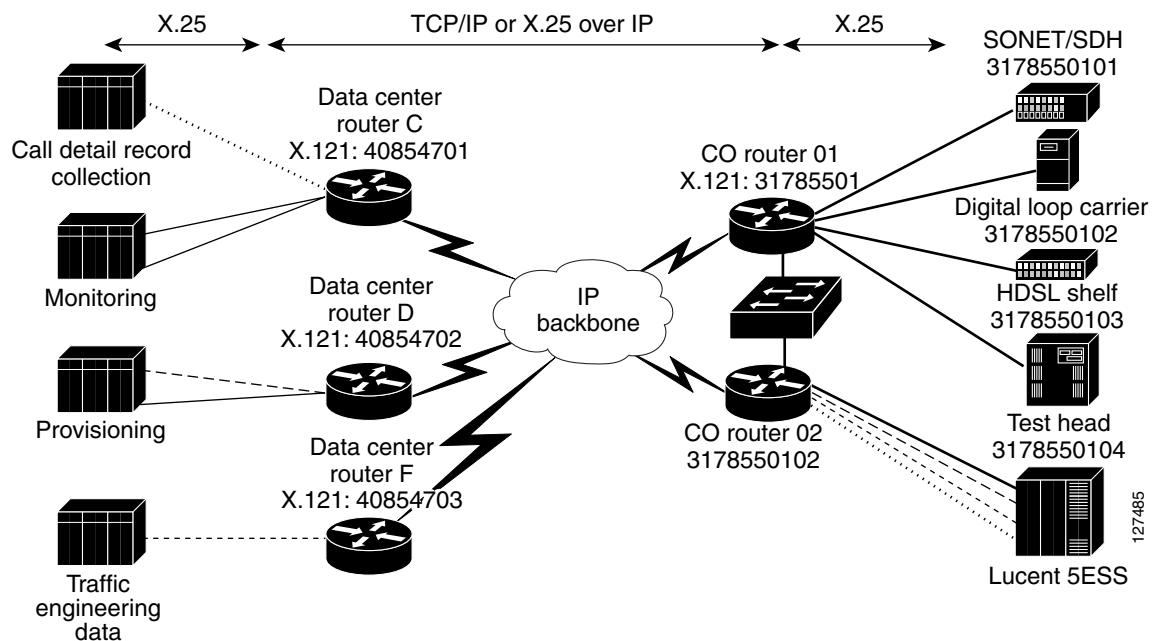 X.25
TCP/IP or X.25 over IP
X.25
SONET/SDH
3178550101
Data center
router C
X.121: 40854701
Call detail record
collection
CO router 01
X.121: 31785501
Digital loop carrier
3178550102
Monitoring
Data center
router D
X.121: 40854702
IP
backbone
HDSL shelf
3178550103
Provisioning
CO router 02
3178550102
Test head
3178550104
Data center
router F
X.121: 40854703
Traffic
engineering
data
Lucent 5ESS
127485